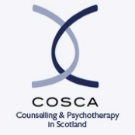 COSCA
Counselling & Psychotherapy
in Scotland